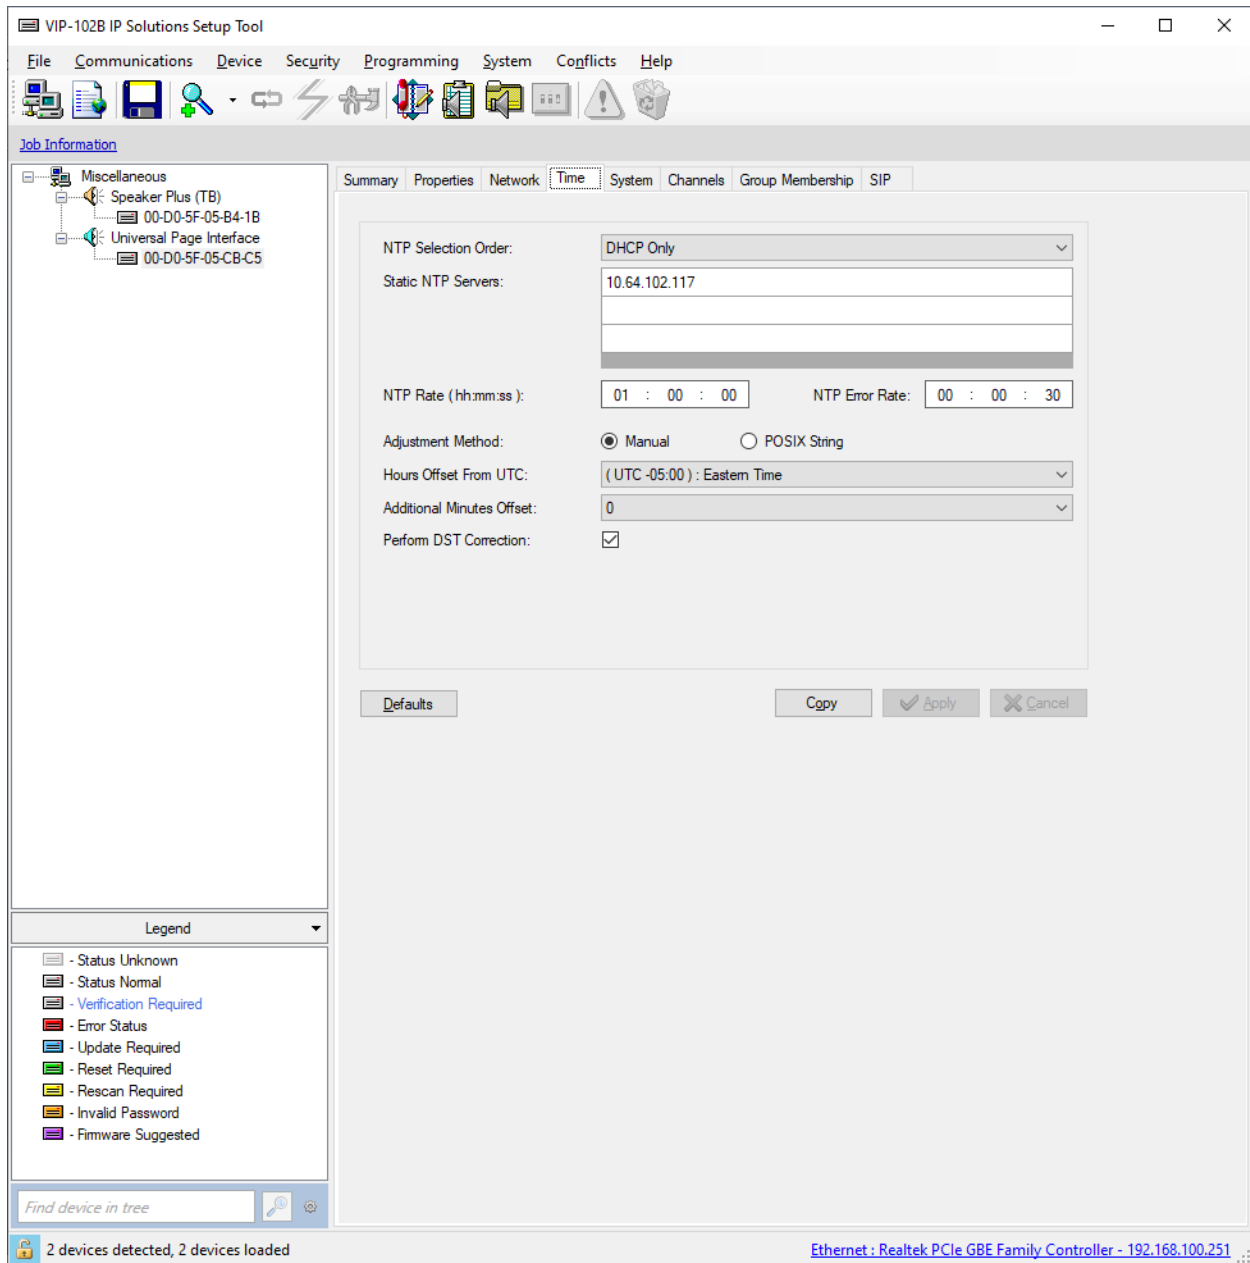 VIP-102B IP Solutions Setup Tool
File Communications Device Security Programming System Conflicts Help
Job Information
Miscellaneous
Speaker Plus (TB)
00-D0-5F-05-B4-1B
Universal Page Interface
00-D0-5F-05-CB-C5
Summary Properties Network Time System Channels Group Membership SIP
NTP Selection Order: DHCP Only
Static NTP Servers: 10.64.102.117
NTP Rate ( hh:mm:ss ): 01 : 00 : 00 NTP Error Rate: 00 : 00 : 30
Adjustment Method: Manual POSIX String
Hours Offset From UTC: ( UTC -05:00 ) : Eastern Time
Additional Minutes Offset: 0
Perform DST Correction:
Defaults Copy Apply Cancel
Legend
- Status Unknown
- Status Normal
- Verification Required
- Error Status
- Update Required
- Reset Required
- Rescan Required
- Invalid Password
- Firmware Suggested
Find device in tree
2 devices detected, 2 devices loaded
Ethernet : Realtek PCIe GBE Family Controller - 192.168.100.251